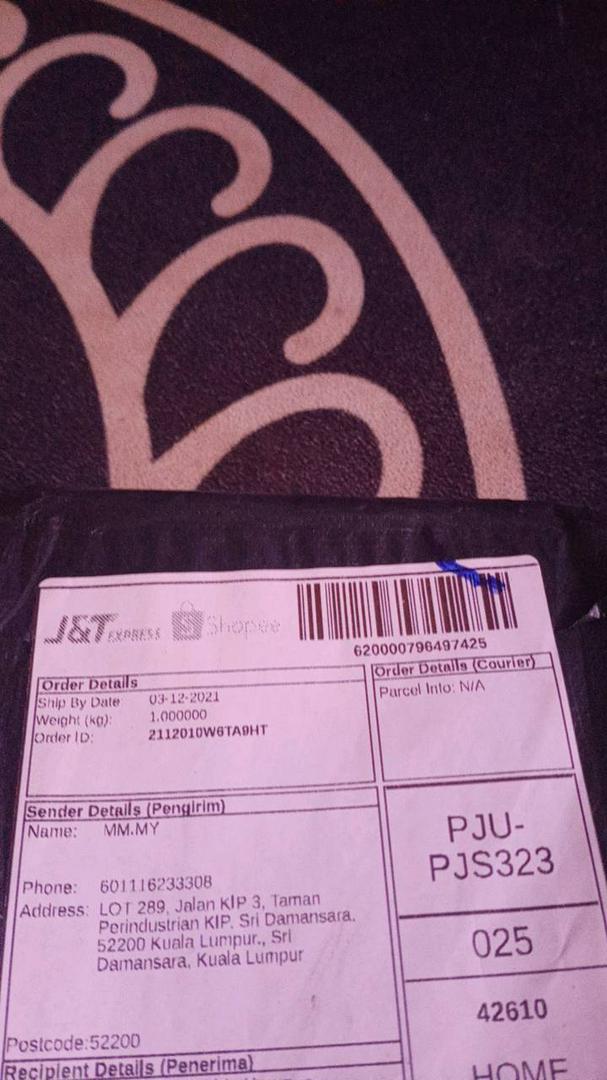 J&T EXPRESS Shopee
620000796497425
Order Details
Ship By Date 03-12-2021
Weight (kg): 1.000000
Order ID: 2112010W6TA9HT
Order Details (Courier)
Parcel Info: N/A
Sender Details (Pengirim)
Name: MM.MY
Phone: 601116233308
Address: LOT 289, Jalan KIP 3, Taman
Perindustrian KIP, Sri Damansara,
52200 Kuala Lumpur., Sri
Damansara, Kuala Lumpur
Postcode:52200
PJU-
PJS323
025
42610
HOME
Recipient Details (Penerima)